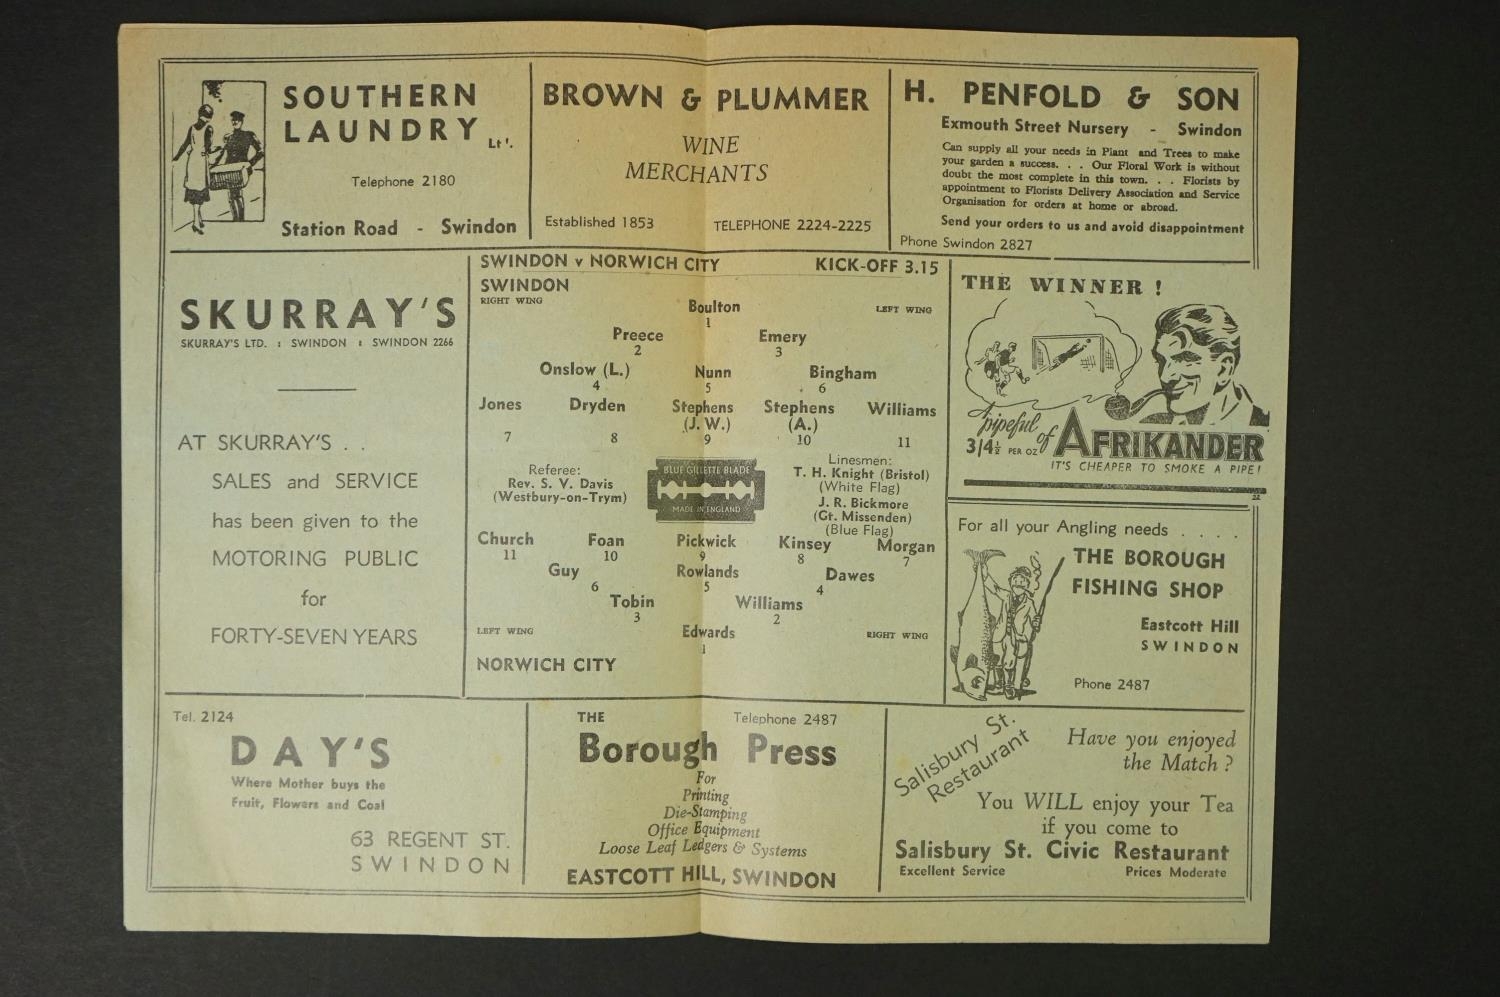 SOUTHERN
LAUNDRY Lt'.
Telephone 2180
Station Road - Swindon
BROWN & PLUMMER
WINE
MERCHANTS
Established 1853 TELEPHONE 2224-2225
H. PENFOLD & SON
Exmouth Street Nursery - Swindon
Can supply all your needs in Plant and Trees to make
your garden a success. . . Our Floral Work is without
doubt the most complete in this town. . . Florists by
appointment to Florists Delivery Association and Service
Organisation for orders at home or abroad.
Send your orders to us and avoid disappointment
Phone Swindon 2827
SKURRAY'S
SKURRAY'S LTD. : SWINDON : SWINDON 2266
AT SKURRAY'S . .
SALES and SERVICE
has been given to the
MOTORING PUBLIC
for
FORTY-SEVEN YEARS
SWINDON v NORWICH CITY KICK-OFF 3.15
SWINDON
RIGHT WING LEFT WING
Boulton
1
Preece Emery
2 3
Onslow (L.) Nunn Bingham
4 5 6
Jones Dryden Stephens Stephens Williams
(J. W.) (A.)
7 8 9 10 11
Referee:
Rev. S. V. Davis
(Westbury-on-Trym)
BLUE GILLETTE BLADE
MADE IN ENGLAND
Linesmen:
T. H. Knight (Bristol)
(White Flag)
J. R. Bickmore
(Gt. Missenden)
(Blue Flag)
Church Foan Pickwick Kinsey Morgan
11 10 9 8 7
Guy Rowlands Dawes
6 5 4
Tobin Williams
3 2
LEFT WING Edwards RIGHT WING
1
NORWICH CITY
THE WINNER !
A pipeful of AFRIKANDER
3/4½ PER OZ
IT'S CHEAPER TO SMOKE A PIPE!
22
For all your Angling needs . . . .
THE BOROUGH
FISHING SHOP
Eastcott Hill
SWINDON
Phone 2487
Tel. 2124
DAY'S
Where Mother buys the
Fruit, Flowers and Coal
63 REGENT ST.
SWINDON
THE Telephone 2487
Borough Press
For
Printing
Die-Stamping
Office Equipment
Loose Leaf Ledgers & Systems
EASTCOTT HILL, SWINDON
Salisbury St.
Restaurant
Have you enjoyed
the Match ?
You WILL enjoy your Tea
if you come to
Salisbury St. Civic Restaurant
Excellent Service Prices Moderate